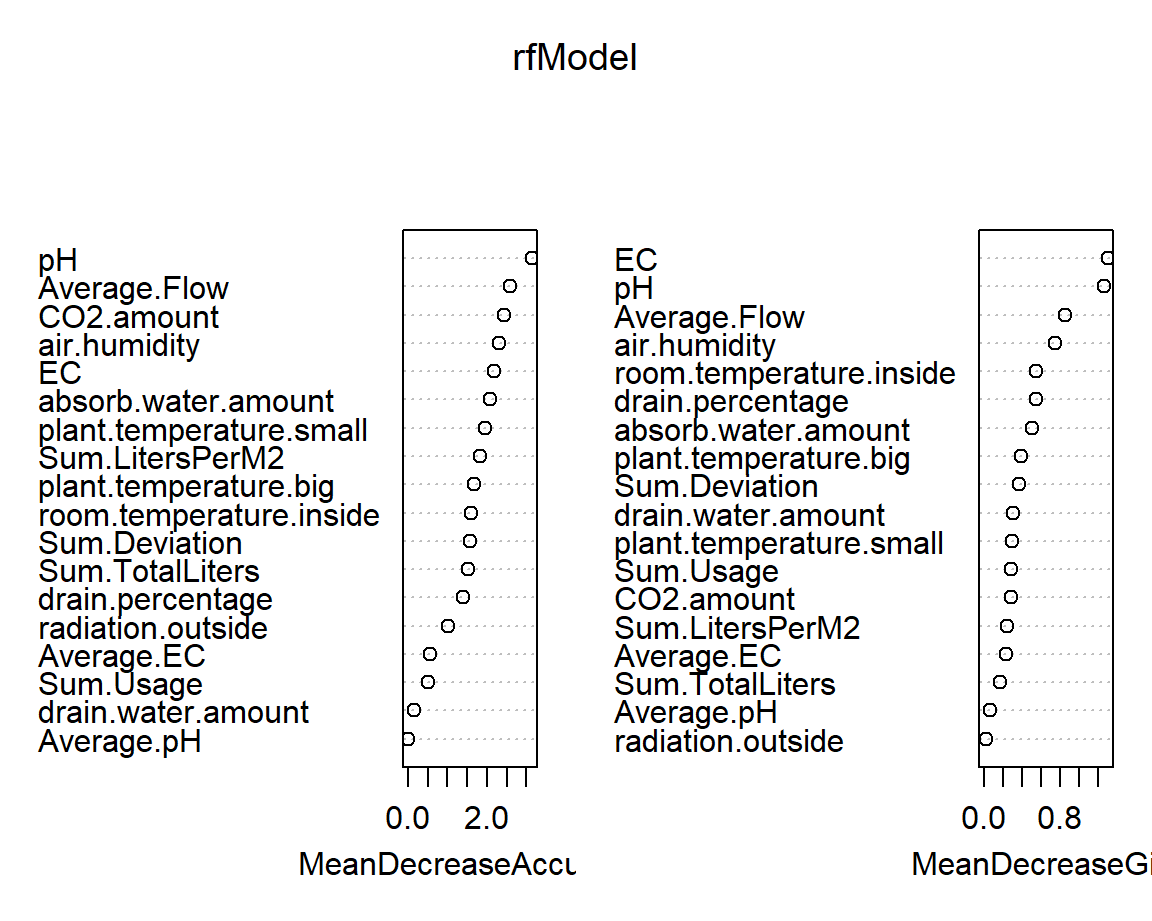 rfModel
pH
Average.Flow
CO2.amount
air.humidity
EC
absorb.water.amount
plant.temperature.small
Sum.LitersPerM2
plant.temperature.big
room.temperature.inside
Sum.Deviation
Sum.TotalLiters
drain.percentage
radiation.outside
Average.EC
Sum.Usage
drain.water.amount
Average.pH
0.0 2.0
MeanDecreaseAccu
EC
pH
Average.Flow
air.humidity
room.temperature.inside
drain.percentage
absorb.water.amount
plant.temperature.big
Sum.Deviation
drain.water.amount
plant.temperature.small
Sum.Usage
CO2.amount
Sum.LitersPerM2
Average.EC
Sum.TotalLiters
Average.pH
radiation.outside
0.0 0.8
MeanDecreaseGi